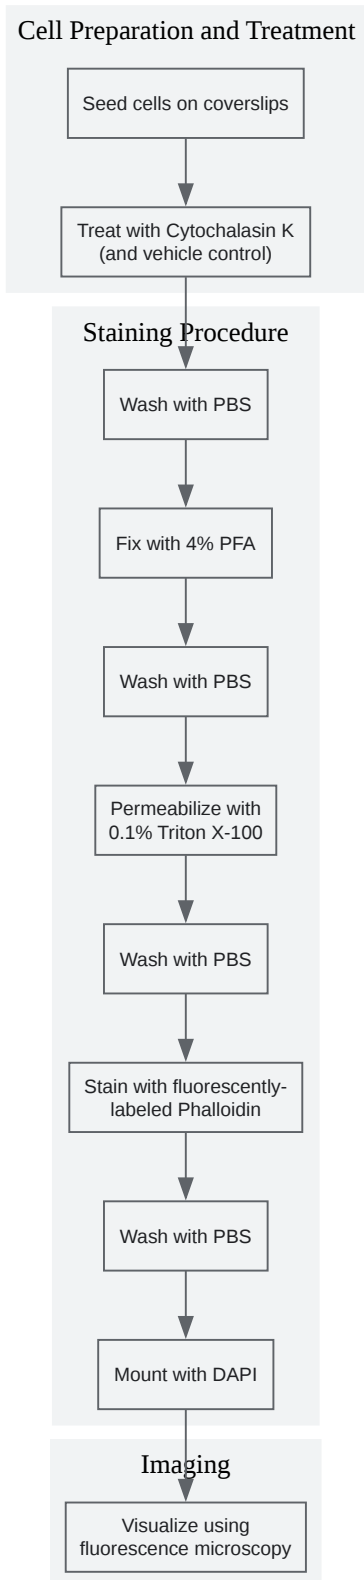 Cell Preparation and Treatment
Seed cells on coverslips
Treat with Cytochalasin K
(and vehicle control)
Staining Procedure
Wash with PBS
Fix with 4% PFA
Wash with PBS
Permeabilize with
0.1% Triton X-100
Wash with PBS
Stain with fluorescently-
labeled Phalloidin
Wash with PBS
Mount with DAPI
Imaging
Visualize using
fluorescence microscopy